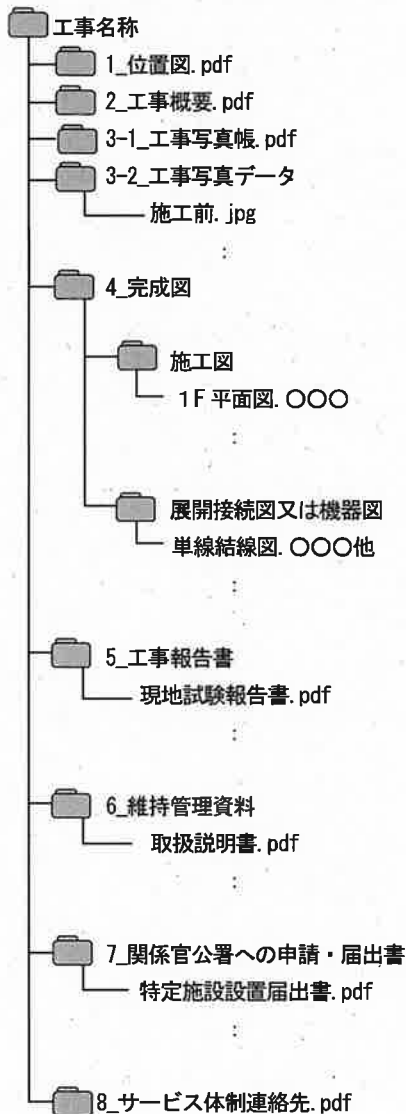 工事名称
1_位置図.pdf
2_工事概要.pdf
3-1_工事写真帳.pdf
3-2_工事写真データ
施工前.jpg
:
4_完成図
施工図
1F平面図.〇〇〇
:
展開接続図又は機器図
単線結線図.〇〇〇他
:
5_工事報告書
現地試験報告書.pdf
:
6_維持管理資料
取扱説明書.pdf
:
7_関係官公署への申請・届出書
特定施設設置届出書.pdf
:
8_サービス体制連絡先.pdf